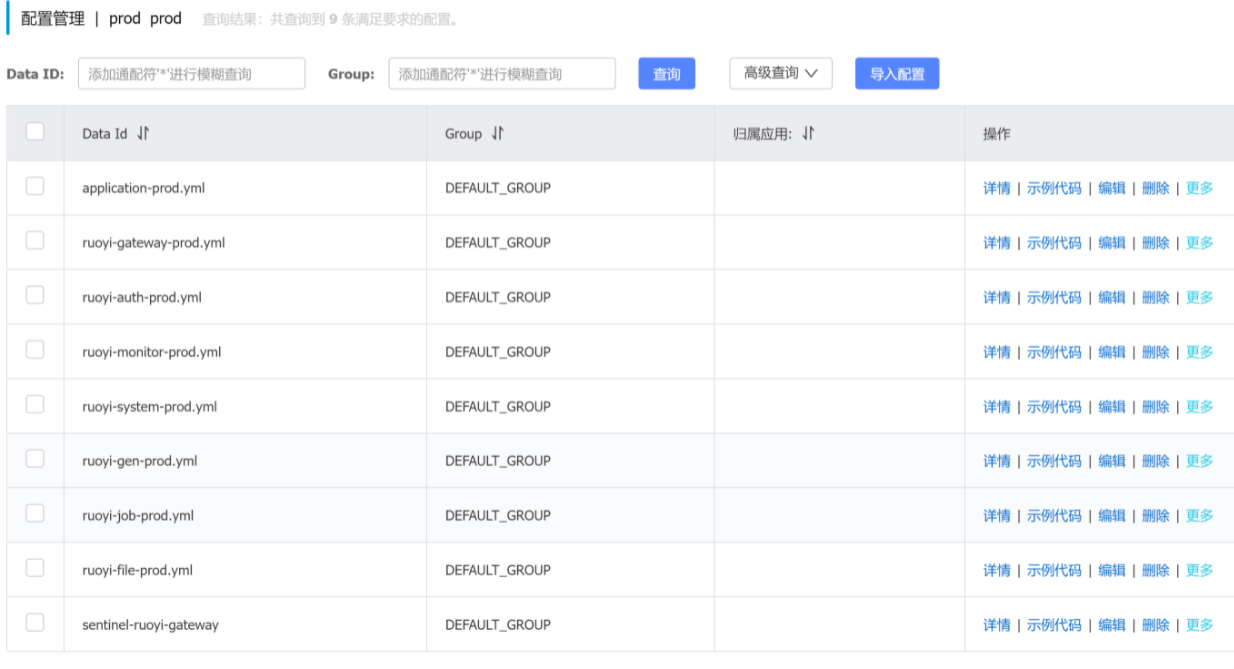 配置管理 | prod prod 查询结果：共查询到 9 条满足要求的配置。
Data ID: 添加通配符'*'进行模糊查询 Group: 添加通配符'*'进行模糊查询 查询 高级查询 导入配置
Data Id Group 归属应用: 操作
application-prod.yml DEFAULT_GROUP 详情 | 示例代码 | 编辑 | 删除 | 更多
ruoyi-gateway-prod.yml DEFAULT_GROUP 详情 | 示例代码 | 编辑 | 删除 | 更多
ruoyi-auth-prod.yml DEFAULT_GROUP 详情 | 示例代码 | 编辑 | 删除 | 更多
ruoyi-monitor-prod.yml DEFAULT_GROUP 详情 | 示例代码 | 编辑 | 删除 | 更多
ruoyi-system-prod.yml DEFAULT_GROUP 详情 | 示例代码 | 编辑 | 删除 | 更多
ruoyi-gen-prod.yml DEFAULT_GROUP 详情 | 示例代码 | 编辑 | 删除 | 更多
ruoyi-job-prod.yml DEFAULT_GROUP 详情 | 示例代码 | 编辑 | 删除 | 更多
ruoyi-file-prod.yml DEFAULT_GROUP 详情 | 示例代码 | 编辑 | 删除 | 更多
sentinel-ruoyi-gateway DEFAULT_GROUP 详情 | 示例代码 | 编辑 | 删除 | 更多